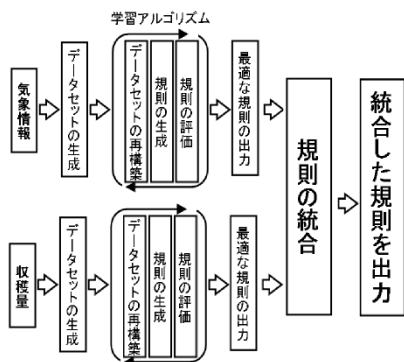 学習アルゴリズム
気象情報
データセットの生成
データセットの再構築
規則の生成
規則の評価
最適な規則の出力
収穫量
データセットの生成
データセットの再構築
規則の生成
規則の評価
最適な規則の出力
規則の統合
統合した規則を出力